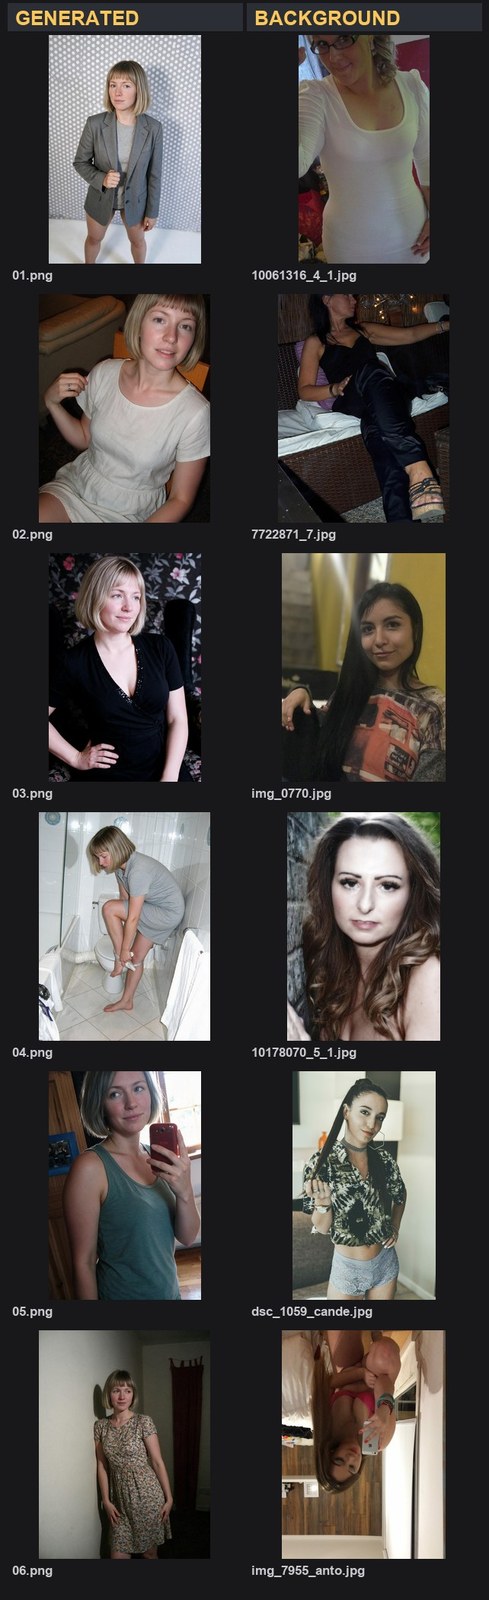 GENERATED BACKGROUND
01.png 10061316_4_1.jpg
02.png 7722871_7.jpg
03.png img_0770.jpg
04.png 10178070_5_1.jpg
05.png dsc_1059_cande.jpg
06.png img_7955_anto.jpg